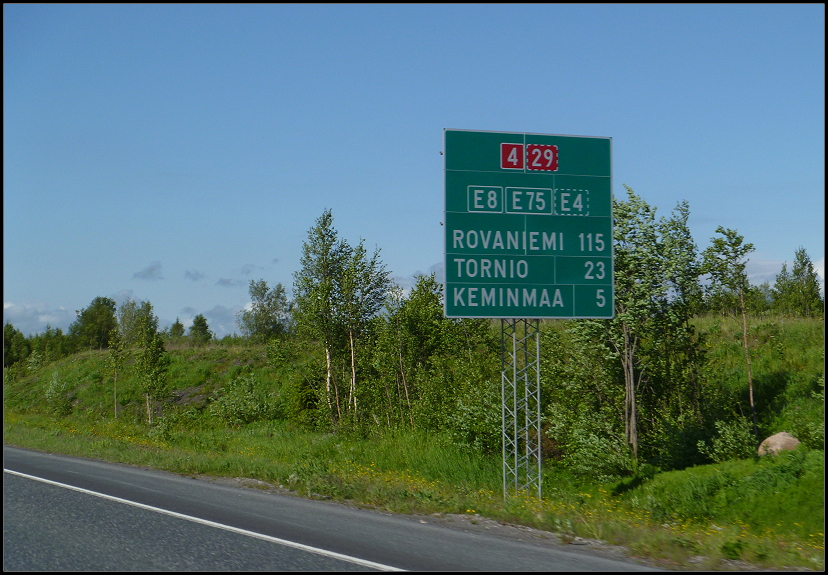 4 29
E8 E75 E4
ROVANIEMI 115
TORNIO 23
KEMINMAA 5